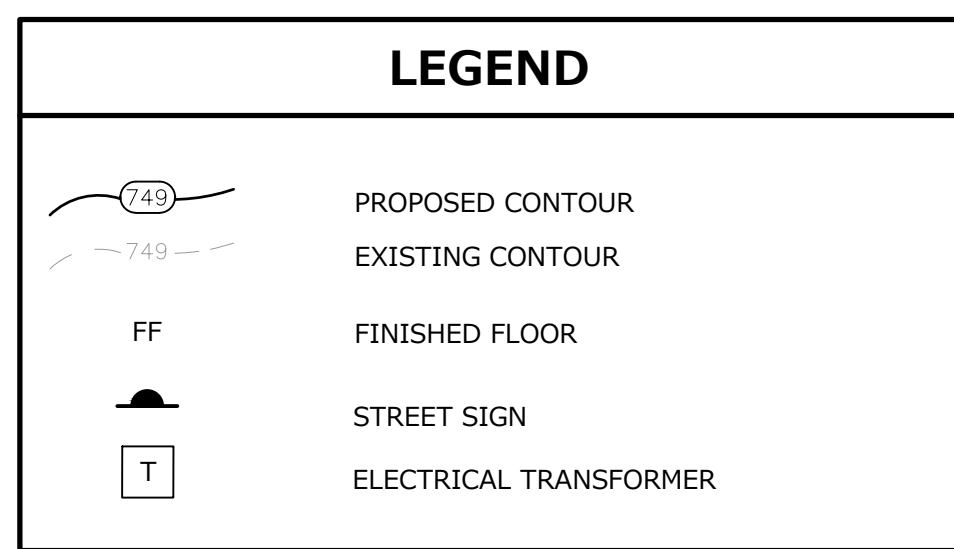 LEGEND
749 PROPOSED CONTOUR
749 EXISTING CONTOUR
FF FINISHED FLOOR
STREET SIGN
T ELECTRICAL TRANSFORMER